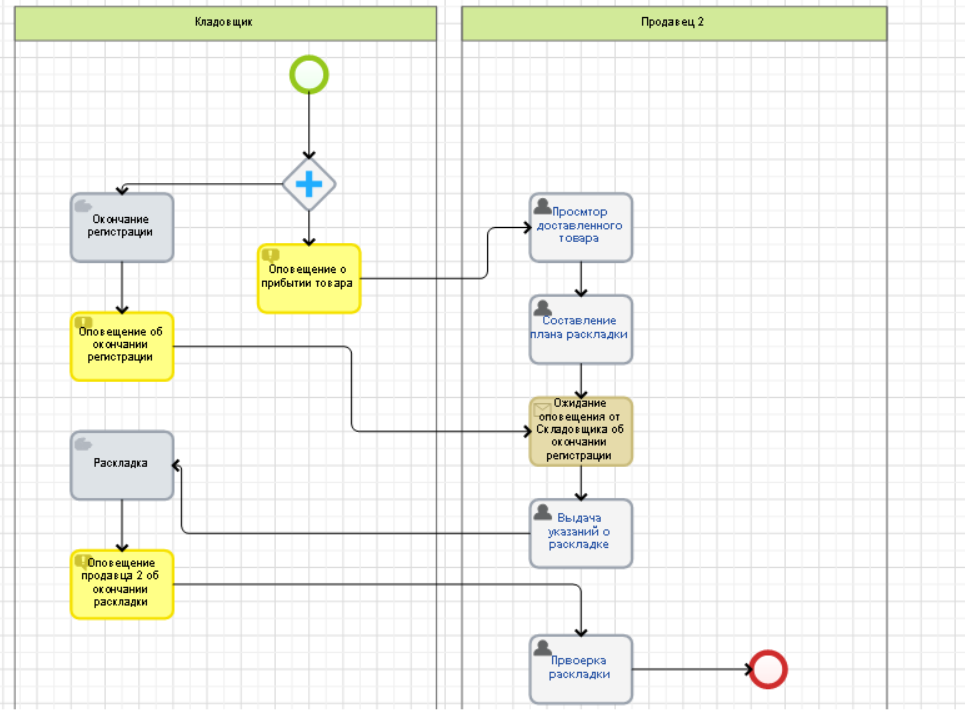 Кладовщик
Продавец 2
Окончание
регистрации
Оповещение о
прибытии товара
Просмтор
доставленного
товара
Оповещение об
окончании
регистрации
Составление
плана раскладки
Ожидание
оповещения от
Складовщика об
окончании
регистрации
Раскладка
Выдача
указаний о
раскладке
Оповещение
продавца 2 об
окончании
раскладки
Првоерка
раскладки